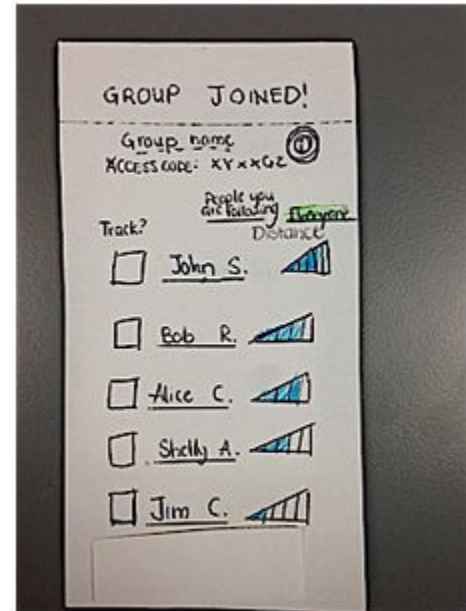 GROUP JOINED!
Group name
ACCESS CODE: XYxxGZ
People you
are following Everyone
Track? Distance
John S.
Bob R.
Alice C.
Shelly A.
Jim C.